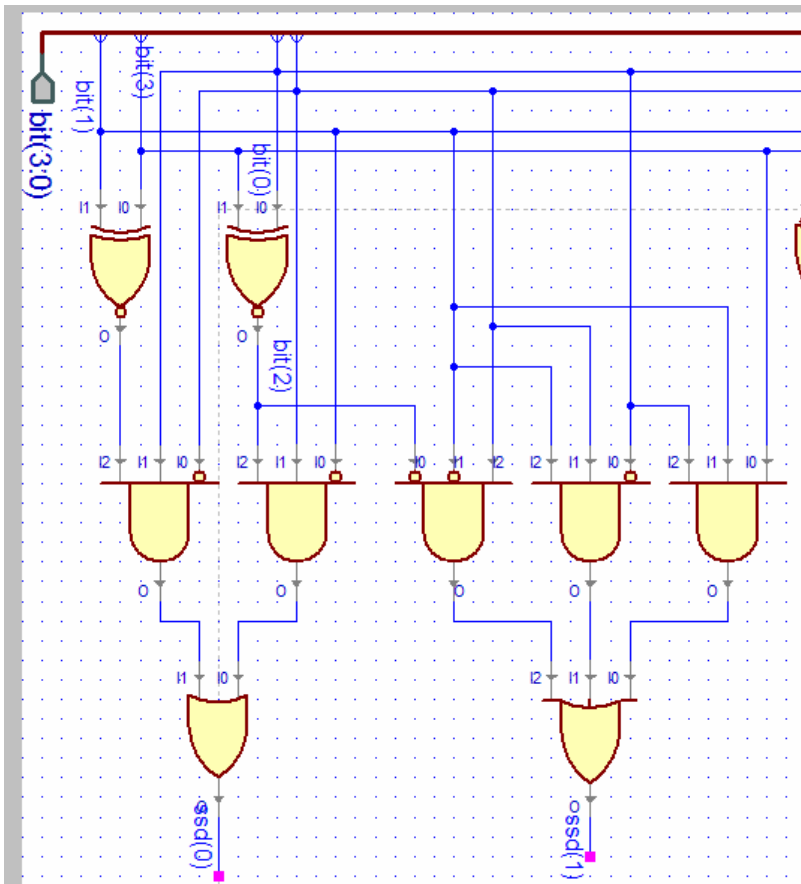 bit(3:0)
bit(1)
bit(3)
bit(0)
I1 I0 I1 I0
O O
bit(2)
I2 I1 I0 I2 I1 I0 I0 I1 I2 I2 I1 I0 I2 I1 I0
O O O O O
I1 I0 I2 I1 I0
O O
ssd(0) ssd(1)